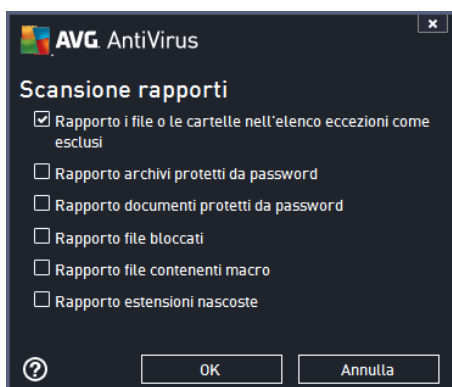 AVG. AntiVirus
x
Scansione rapporti
Rapporto i file o le cartelle nell'elenco eccezioni come
esclusi
Rapporto archivi protetti da password
Rapporto documenti protetti da password
Rapporto file bloccati
Rapporto file contenenti macro
Rapporto estensioni nascoste
?
OK
Annulla